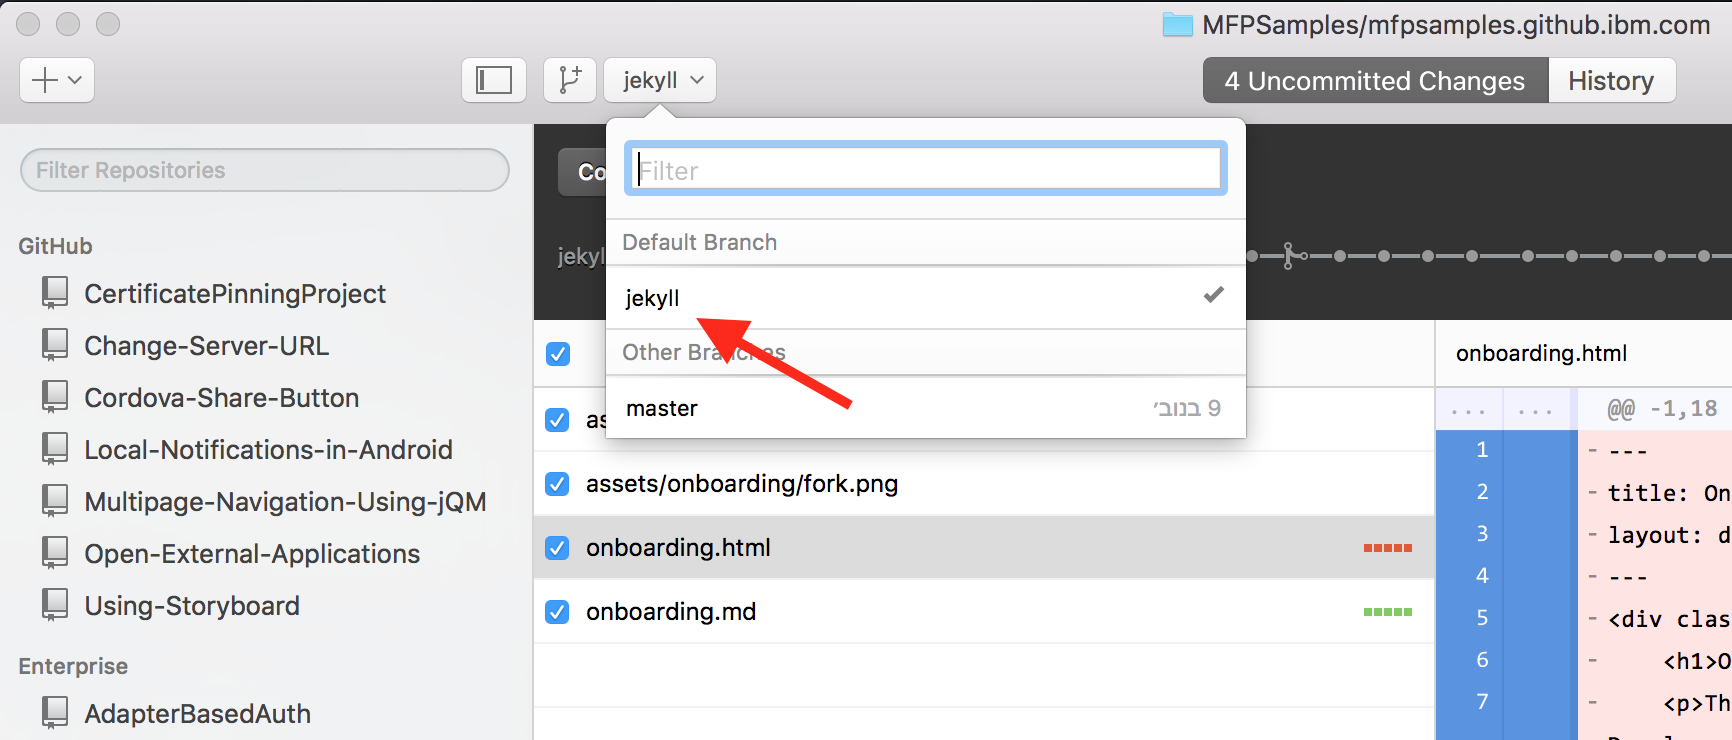 MFPSamples/mfpsamples.github.ibm.com
jekyll
4 Uncommitted Changes
History
Filter Repositories
GitHub
CertificatePinningProject
Change-Server-URL
Cordova-Share-Button
Local-Notifications-in-Android
Multipage-Navigation-Using-jQM
Open-External-Applications
Using-Storyboard
Enterprise
AdapterBasedAuth
Co
jekyl
Filter
Default Branch
jekyll
Other Branches
master
9 בנוב׳
as
assets/onboarding/fork.png
onboarding.html
onboarding.md
onboarding.html
... ... @@ -1,18
1 - ---
2 - title: On
3 - layout: d
4 - ---
5 - <div clas
6 - <h1>O
7 - <p>Th